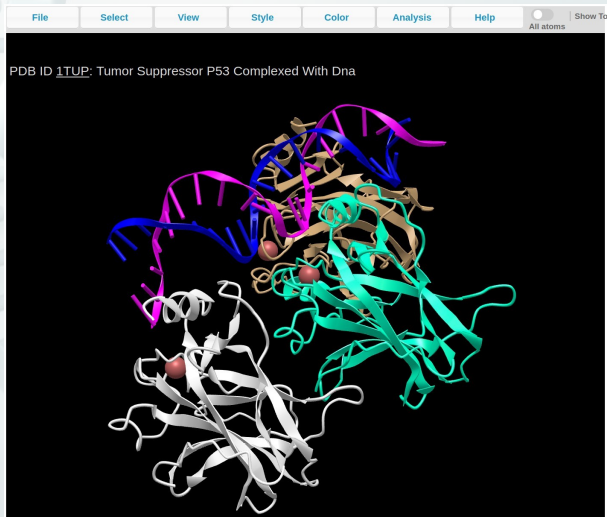 File Select View Style Color Analysis Help All atoms Show To
PDB ID 1TUP: Tumor Suppressor P53 Complexed With Dna